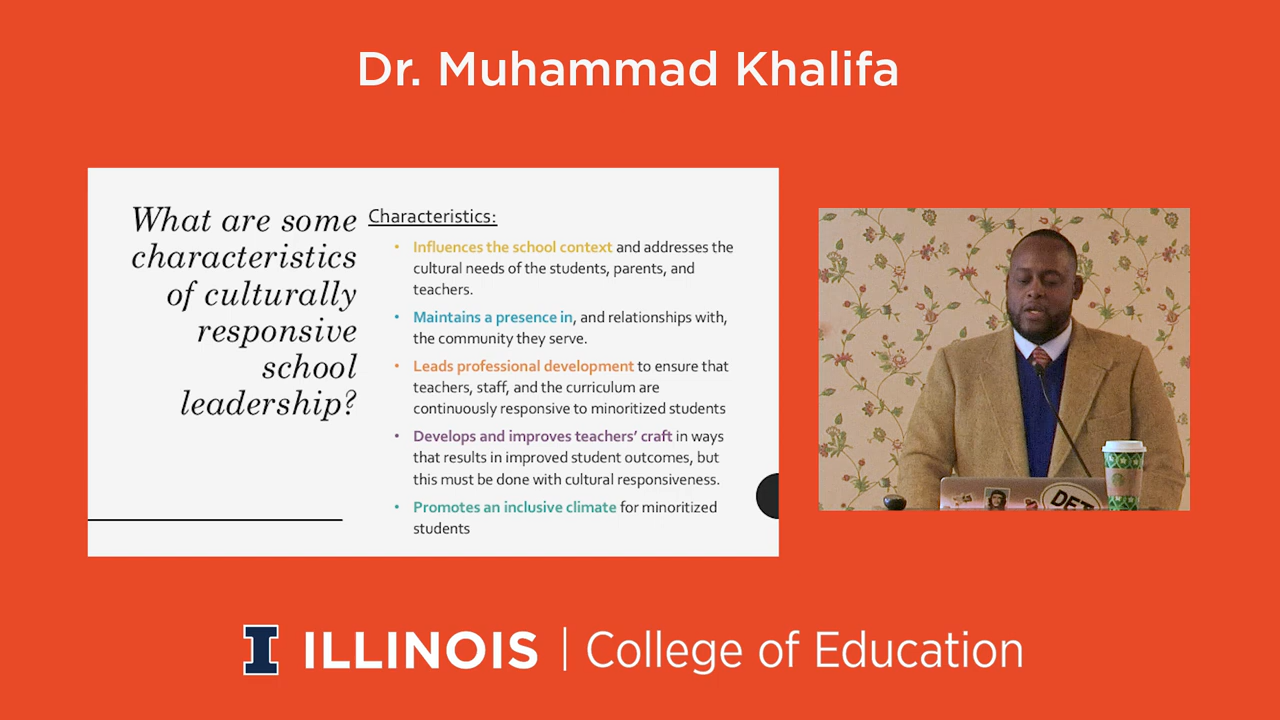 Dr. Muhammad Khalifa
What are some
characteristics
of culturally
responsive
school
leadership?
Characteristics:
• Influences the school context and addresses the
cultural needs of the students, parents, and
teachers.
• Maintains a presence in, and relationships with,
the community they serve.
• Leads professional development to ensure that
teachers, staff, and the curriculum are
continuously responsive to minoritized students
• Develops and improves teachers' craft in ways
that results in improved student outcomes, but
this must be done with cultural responsiveness.
• Promotes an inclusive climate for minoritized
students
DET
I ILLINOIS | College of Education